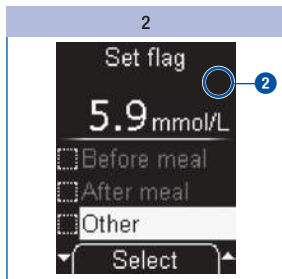 2
Set flag
2
5.9 mmol/L
Before meal
After meal
Other
Select